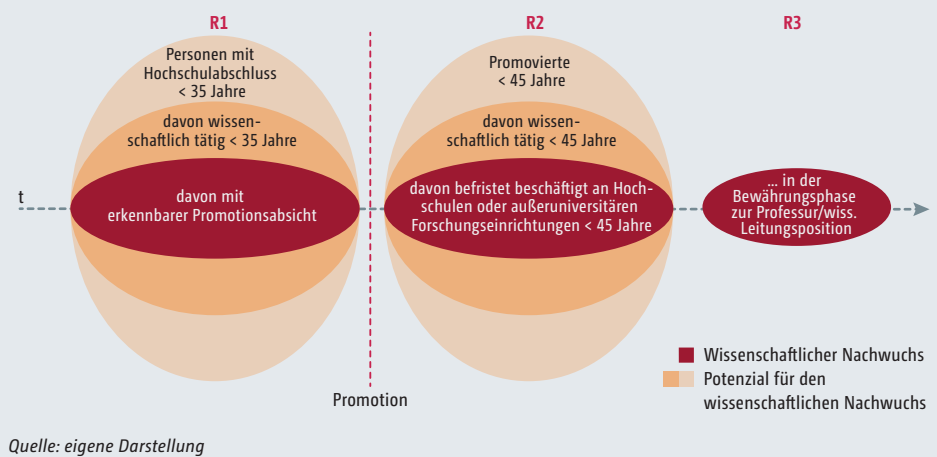 R1
R2
R3
Personen mit
Hochschulabschluss
< 35 Jahre
davon wissen-
schaftlich tätig < 35 Jahre
davon mit
erkennbarer Promotionsabsicht
Promovierte
< 45 Jahre
davon wissen-
schaftlich tätig < 45 Jahre
davon befristet beschäftigt an Hoch-
schulen oder außeruniversitären
Forschungseinrichtungen < 45 Jahre
... in der
Bewährungsphase
zur Professur/wiss.
Leitungsposition
t
Promotion
Wissenschaftlicher Nachwuchs
Potenzial für den
wissenschaftlichen Nachwuchs
Quelle: eigene Darstellung